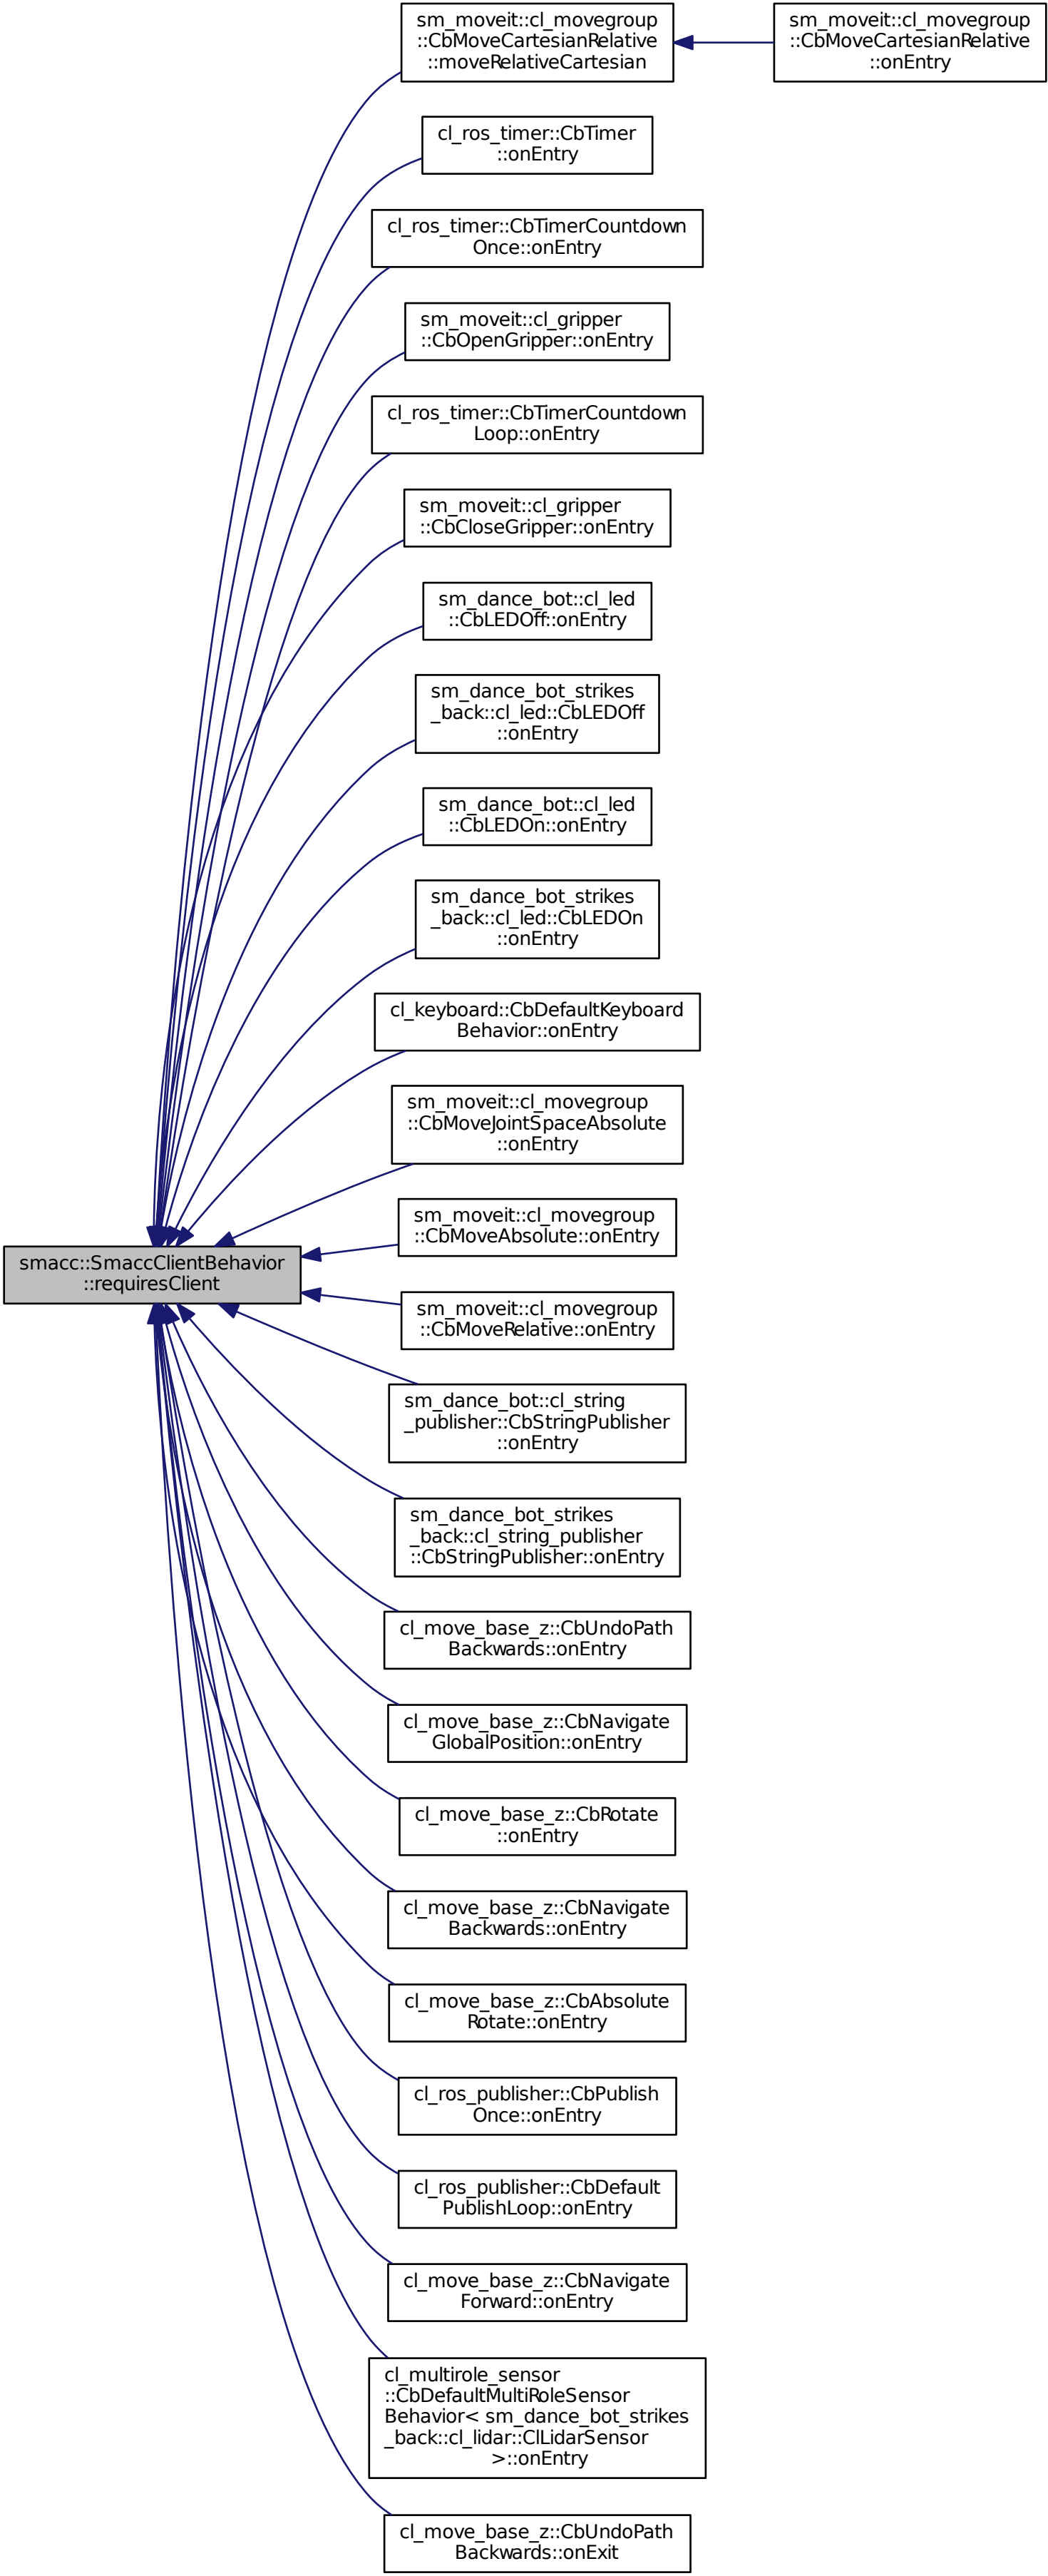 sm_moveit::cl_movegroup
::CbMoveCartesianRelative
::moveRelativeCartesian
sm_moveit::cl_movegroup
::CbMoveCartesianRelative
::onEntry
cl_ros_timer::CbTimer
::onEntry
cl_ros_timer::CbTimerCountdown
Once::onEntry
sm_moveit::cl_gripper
::CbOpenGripper::onEntry
cl_ros_timer::CbTimerCountdown
Loop::onEntry
sm_moveit::cl_gripper
::CbCloseGripper::onEntry
sm_dance_bot::cl_led
::CbLEDOff::onEntry
sm_dance_bot_strikes
_back::cl_led::CbLEDOff
::onEntry
sm_dance_bot::cl_led
::CbLEDOn::onEntry
sm_dance_bot_strikes
_back::cl_led::CbLEDOn
::onEntry
cl_keyboard::CbDefaultKeyboard
Behavior::onEntry
sm_moveit::cl_movegroup
::CbMoveJointSpaceAbsolute
::onEntry
sm_moveit::cl_movegroup
::CbMoveAbsolute::onEntry
smacc::SmaccClientBehavior
::requiresClient
sm_moveit::cl_movegroup
::CbMoveRelative::onEntry
sm_dance_bot::cl_string
_publisher::CbStringPublisher
::onEntry
sm_dance_bot_strikes
_back::cl_string_publisher
::CbStringPublisher::onEntry
cl_move_base_z::CbUndoPath
Backwards::onEntry
cl_move_base_z::CbNavigate
GlobalPosition::onEntry
cl_move_base_z::CbRotate
::onEntry
cl_move_base_z::CbNavigate
Backwards::onEntry
cl_move_base_z::CbAbsolute
Rotate::onEntry
cl_ros_publisher::CbPublish
Once::onEntry
cl_ros_publisher::CbDefault
PublishLoop::onEntry
cl_move_base_z::CbNavigate
Forward::onEntry
cl_multirole_sensor
::CbDefaultMultiRoleSensor
Behavior< sm_dance_bot_strikes
_back::cl_lidar::ClLidarSensor
>::onEntry
cl_move_base_z::CbUndoPath
Backwards::onExit